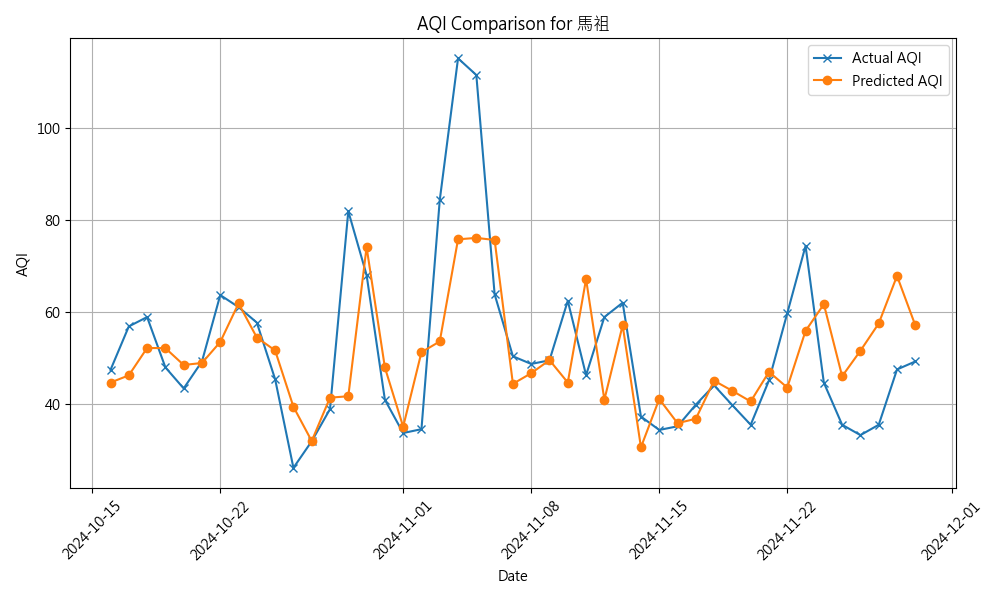 AQI Comparison for 馬祖
Actual AQI
Predicted AQI
AQI
100
80
60
40
2024-10-15
2024-10-22
2024-11-01
2024-11-08
2024-11-15
2024-11-22
2024-12-01
Date